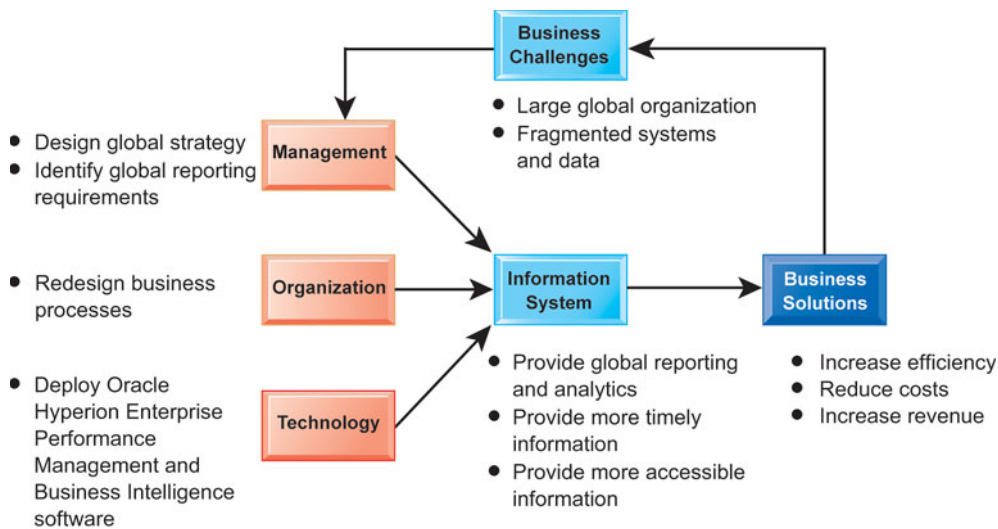 Business
Challenges
• Large global organization
• Fragmented systems
and data
• Design global strategy
• Identify global reporting
requirements
Management
• Redesign business
processes
Organization
Information
System
Business
Solutions
• Deploy Oracle
Hyperion Enterprise
Performance
Management and
Business Intelligence
software
Technology
• Provide global reporting
and analytics
• Provide more timely
information
• Provide more accessible
information
• Increase efficiency
• Reduce costs
• Increase revenue